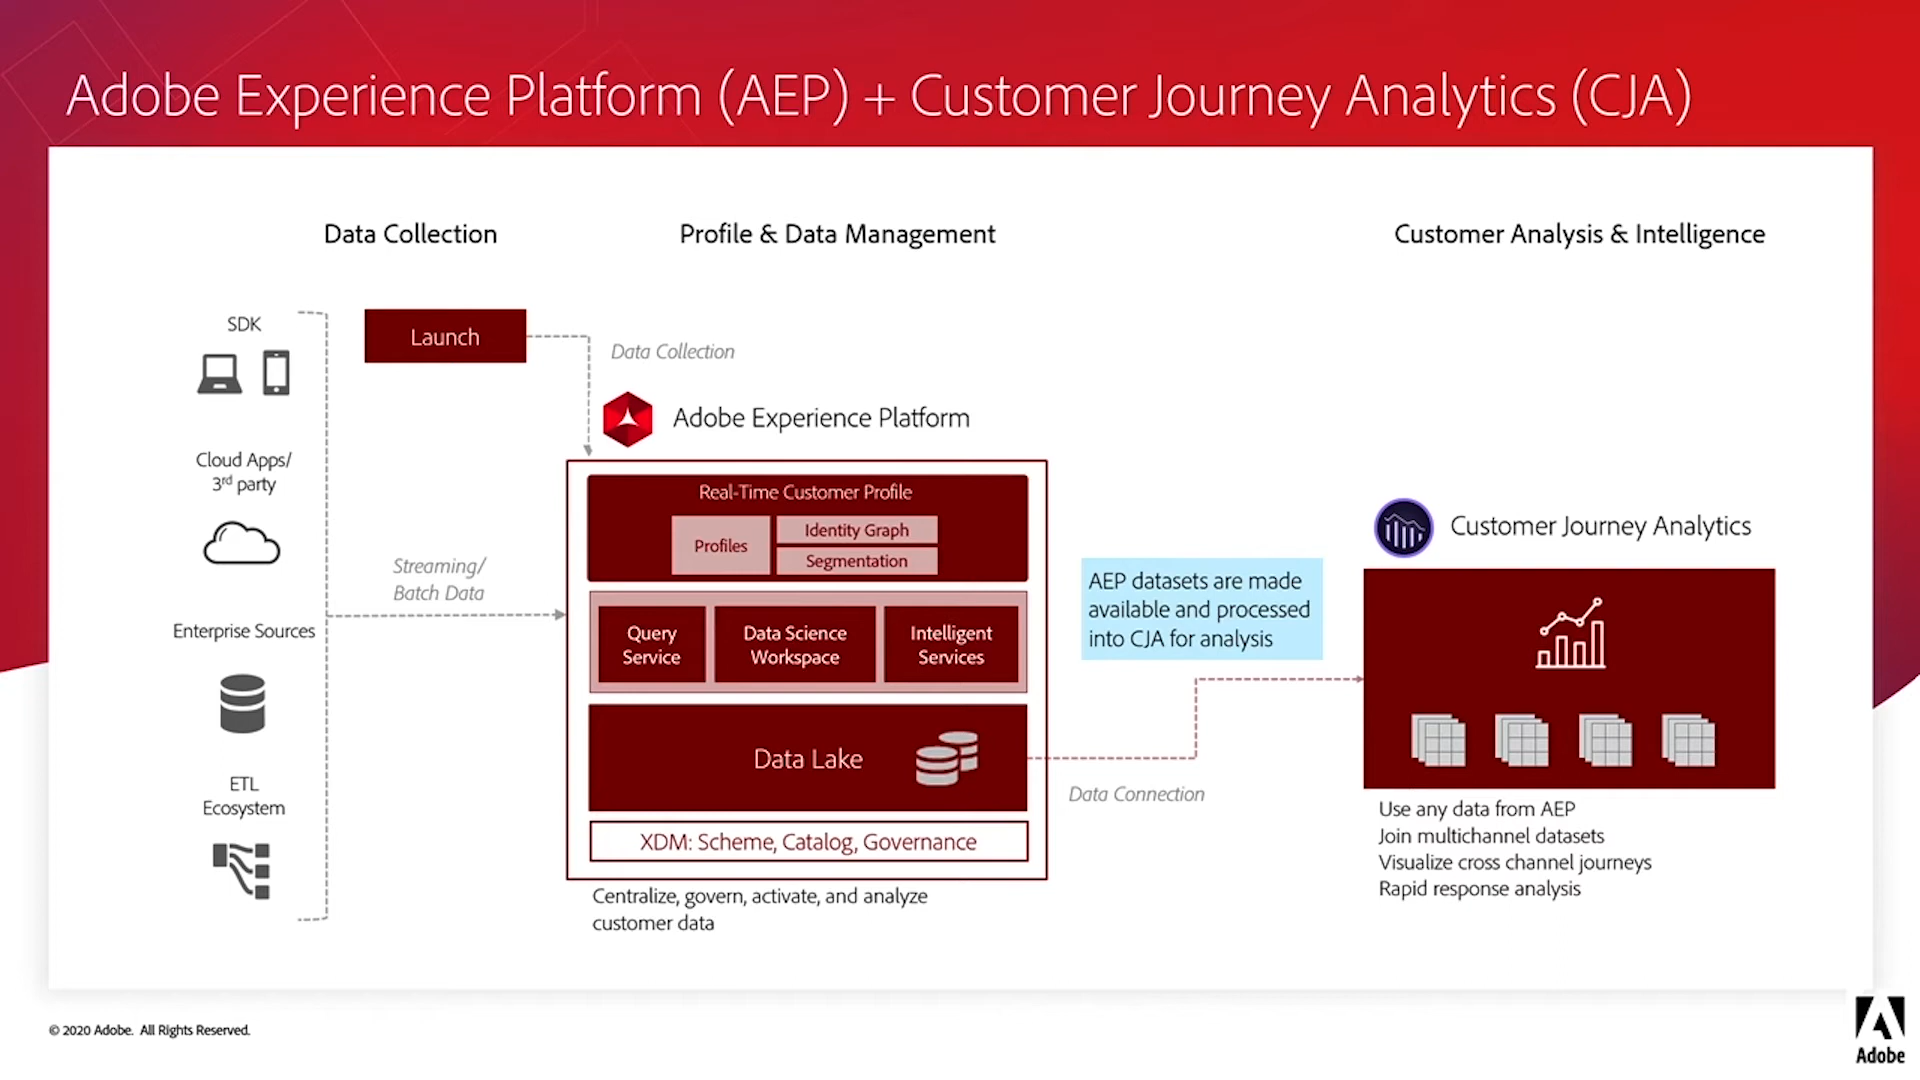 Adobe Experience Platform (AEP) + Customer Journey Analytics (CJA)
Data Collection
Profile & Data Management
Customer Analysis & Intelligence
SDK
Cloud Apps/
3rd party
Enterprise Sources
ETL
Ecosystem
Launch
Data Collection
Streaming/
Batch Data
Adobe Experience Platform
Real-Time Customer Profile
Profiles
Identity Graph
Segmentation
Query
Service
Data Science
Workspace
Intelligent
Services
Data Lake
XDM: Scheme, Catalog, Governance
Centralize, govern, activate, and analyze
customer data
AEP datasets are made
available and processed
into CJA for analysis
Data Connection
Customer Journey Analytics
Use any data from AEP
Join multichannel datasets
Visualize cross channel journeys
Rapid response analysis
© 2020 Adobe. All Rights Reserved.
Adobe